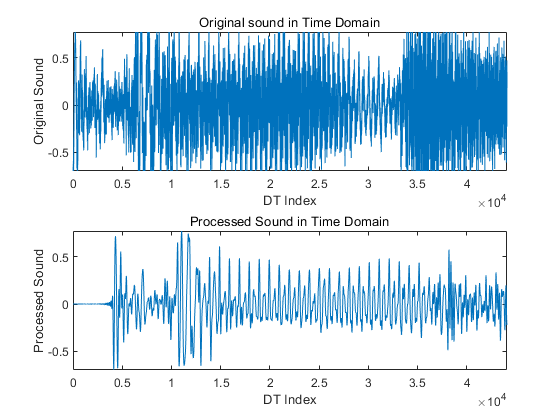 Original sound in Time Domain
Original Sound
0.5
0
-0.5
0 0.5 1 1.5 2 2.5 3 3.5 4
DT Index
×10^4
Processed Sound in Time Domain
Processed Sound
0.5
0
-0.5
0 0.5 1 1.5 2 2.5 3 3.5 4
DT Index
×10^4